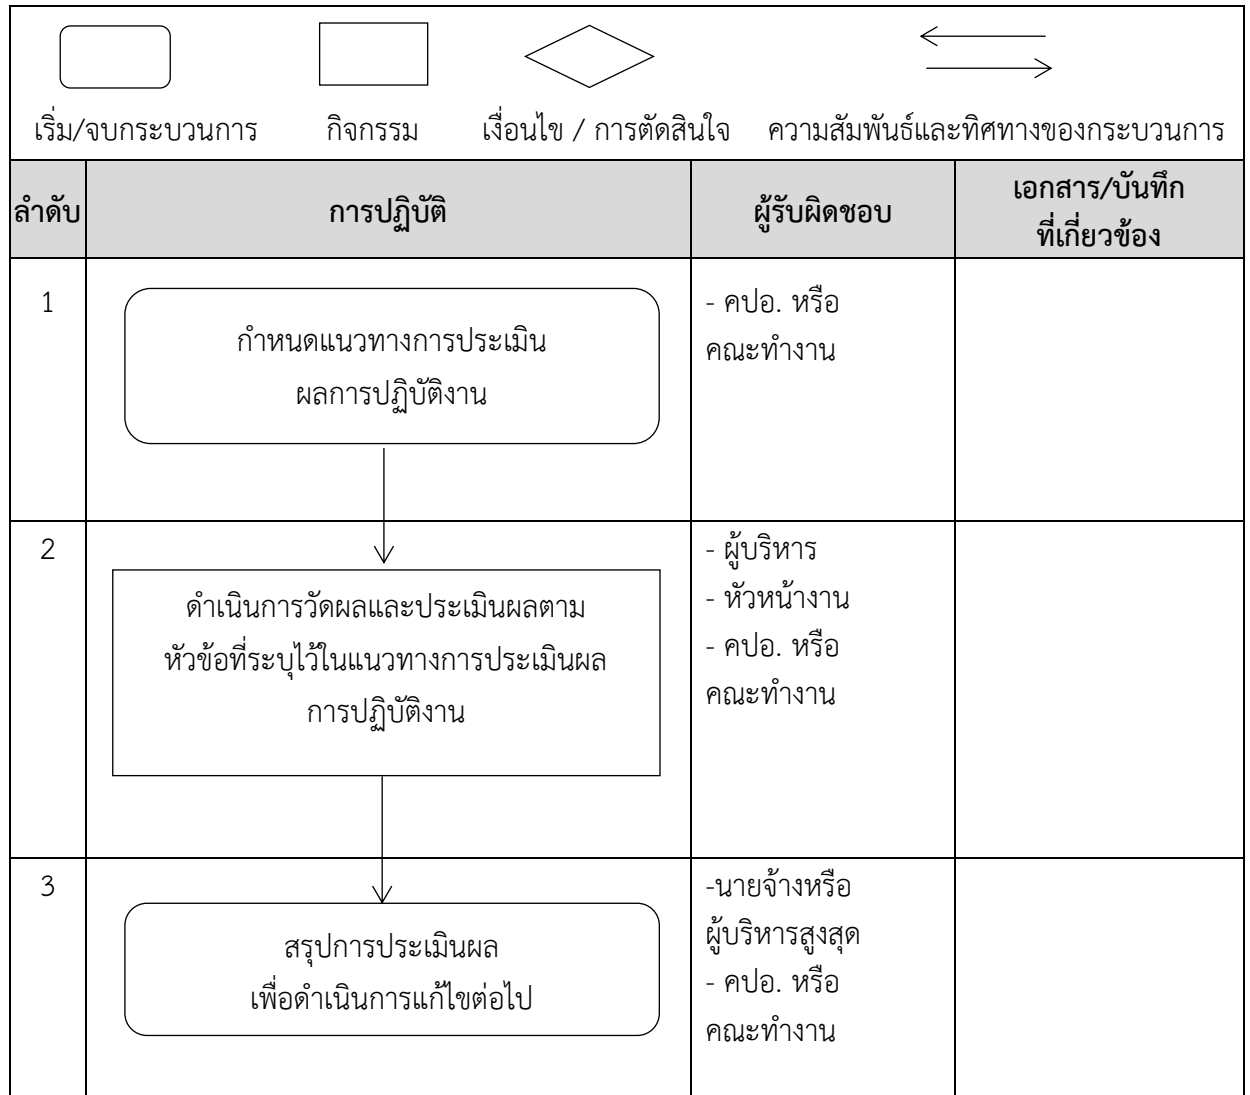 เริ่ม/จบกระบวนการ กิจกรรม เงื่อนไข / การตัดสินใจ ความสัมพันธ์และทิศทางของกระบวนการ
ลำดับ การปฏิบัติ ผู้รับผิดชอบ เอกสาร/บันทึก
ที่เกี่ยวข้อง
1
กำหนดแนวทางการประเมิน
ผลการปฏิบัติงาน
- คปอ. หรือ
คณะทำงาน
2
ดำเนินการวัดผลและประเมินผลตาม
หัวข้อที่ระบุไว้ในแนวทางการประเมินผล
การปฏิบัติงาน
- ผู้บริหาร
- หัวหน้างาน
- คปอ. หรือ
คณะทำงาน
3
สรุปการประเมินผล
เพื่อดำเนินการแก้ไขต่อไป
-นายจ้างหรือ
ผู้บริหารสูงสุด
- คปอ. หรือ
คณะทำงาน